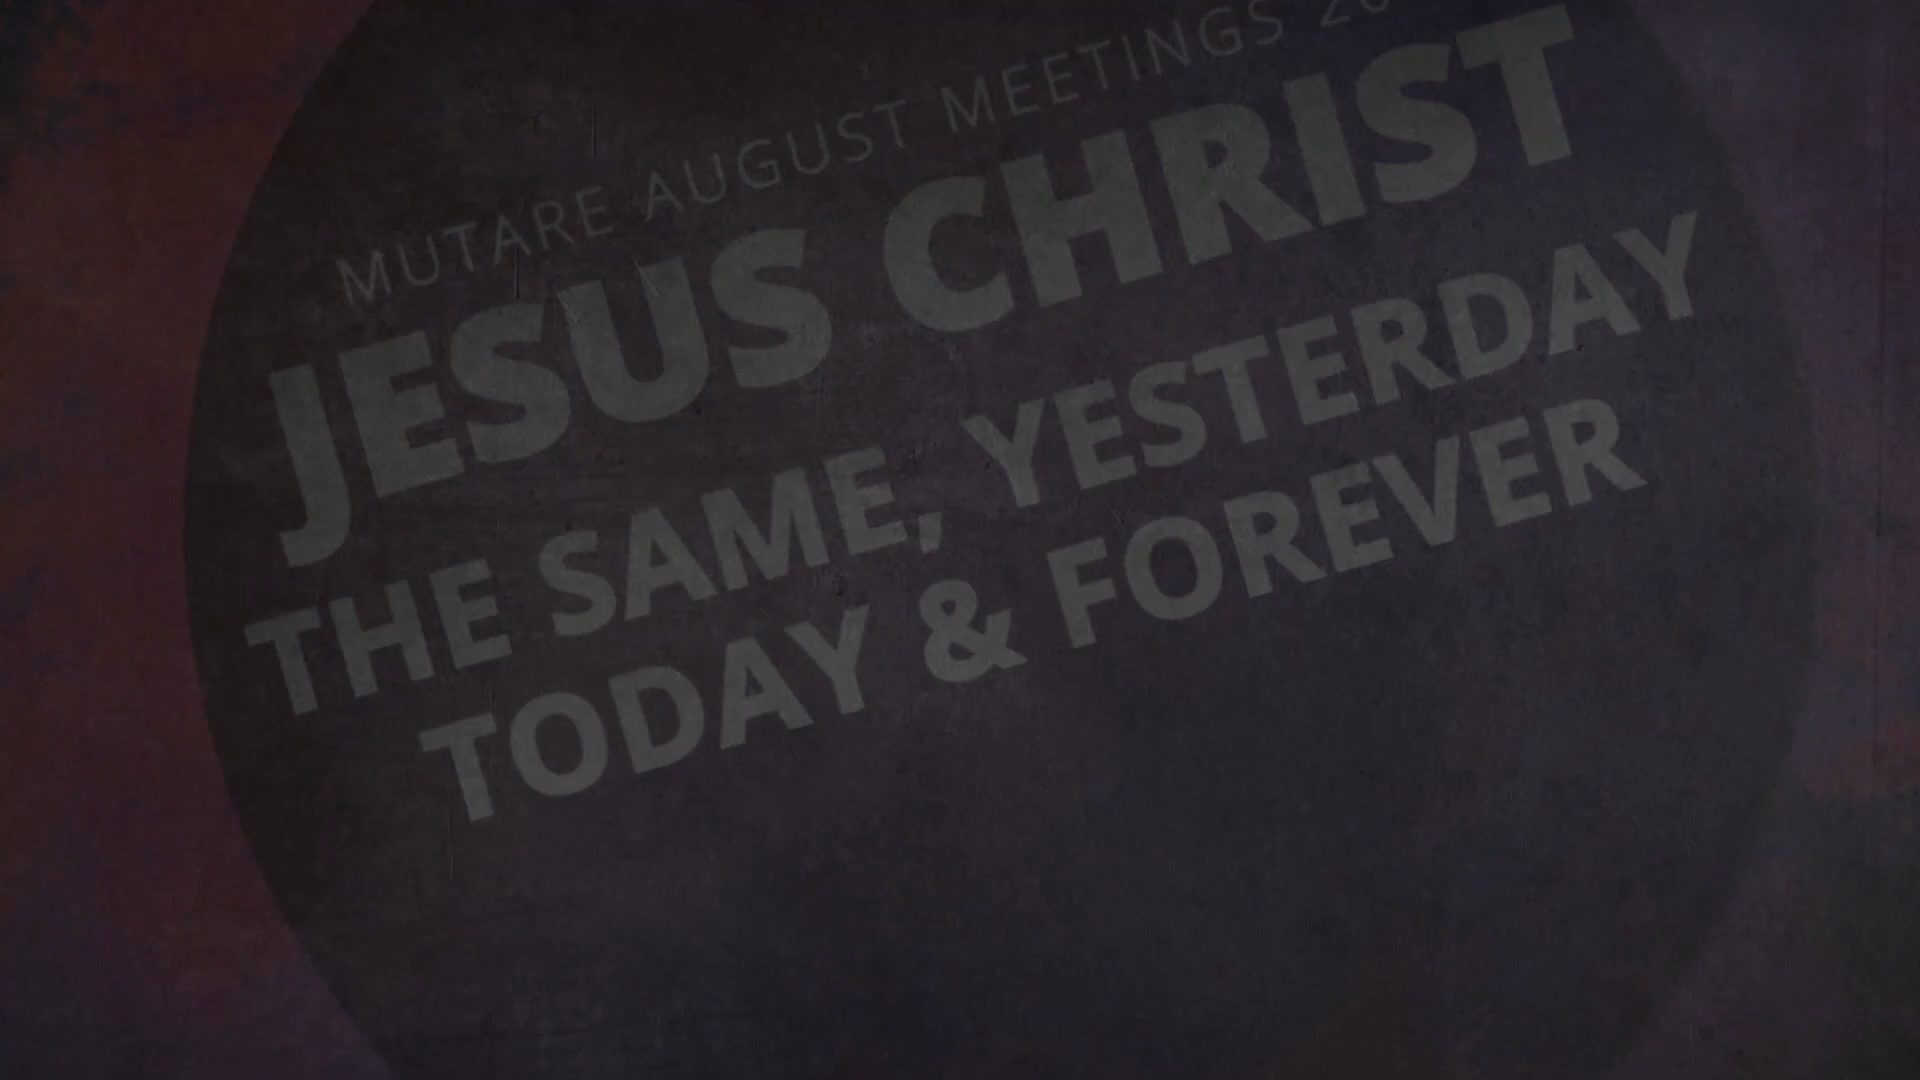 MUTARE AUGUST MEETINGS
JESUS CHRIST
THE SAME, YESTERDAY
TODAY & FOREVER